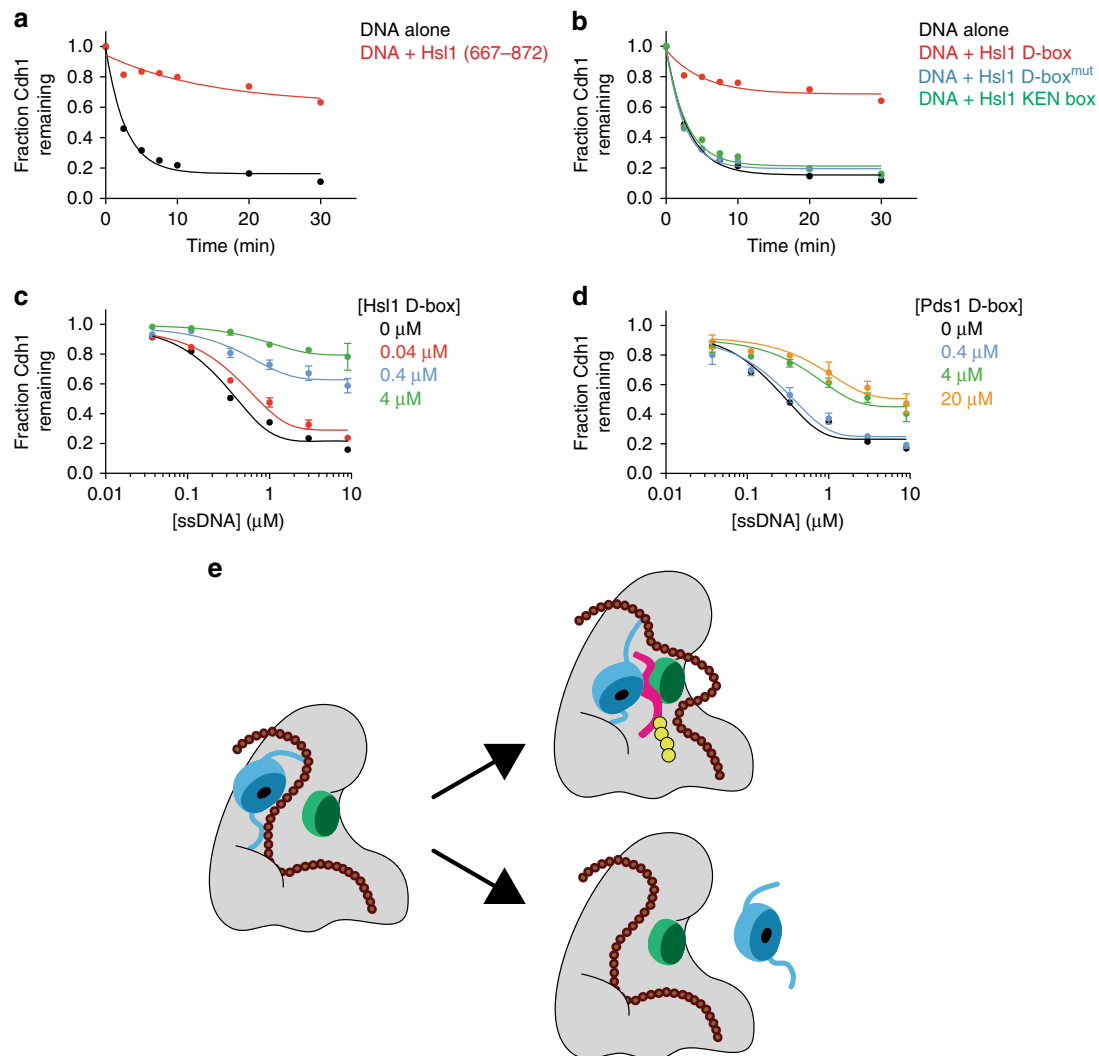 a
DNA alone
DNA + Hsl1 (667–872)
Fraction Cdh1
remaining
1.0
0.8
0.6
0.4
0.2
0.0
0 10 20 30
Time (min)
b
DNA alone
DNA + Hsl1 D-box
DNA + Hsl1 D-boxmut
DNA + Hsl1 KEN box
Fraction Cdh1
remaining
1.0
0.8
0.6
0.4
0.2
0.0
0 10 20 30
Time (min)
c
[Hsl1 D-box]
0 μM
0.04 μM
0.4 μM
4 μM
Fraction Cdh1
remaining
1.0
0.8
0.6
0.4
0.2
0.0
0.01 0.1 1 10
[ssDNA] (μM)
d
[Pds1 D-box]
0 μM
0.4 μM
4 μM
20 μM
Fraction Cdh1
remaining
1.0
0.8
0.6
0.4
0.2
0.0
0.01 0.1 1 10
[ssDNA] (μM)
e